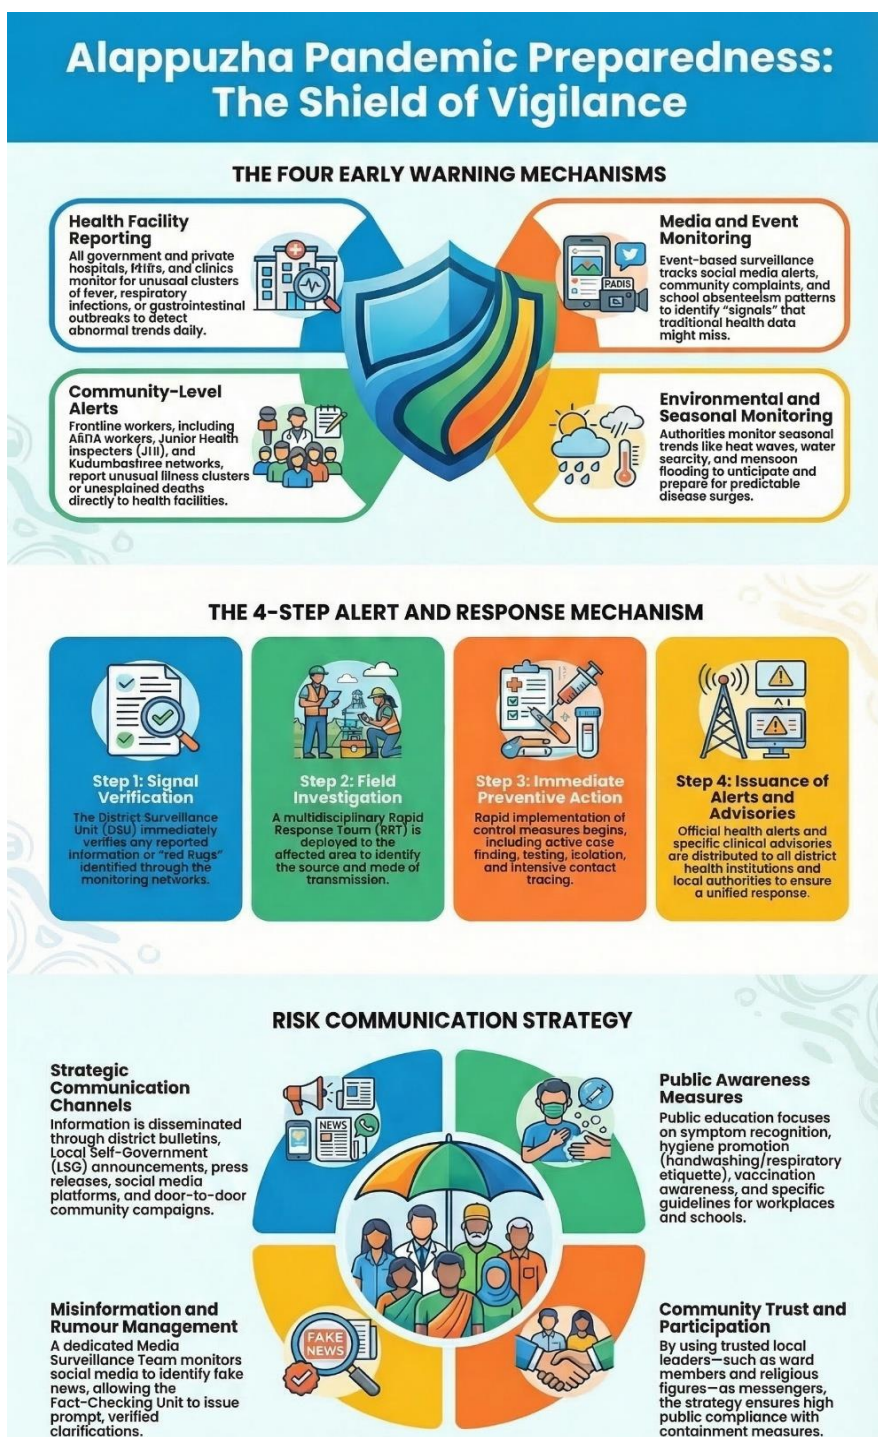 Alappuzha Pandemic Preparedness:
The Shield of Vigilance
THE FOUR EARLY WARNING MECHANISMS
Health Facility
Reporting
All government and private
hospitals, and clinics
monitor for unusual clusters
of fever, respiratory
infections, or gastrointestinal
outbreaks to detect
abnormal trends daily.
Media and Event
Monitoring
Event-based surveillance
tracks social media alerts,
community complaints, and
school absenteelsm patterns
to identify “signals” that
traditional health data
might miss.
PADIS
Community-Level
Alerts
Frontline workers, including
workers, Junior Health
inspecters and
Kudumbastıree networks,
report unusual lilness clusters
or unexplained deaths
directly to health facilities.
Environmental and
Seasonal Monitoring
Authorities monitor seasonal
trends like heat waves, water
searcity, and mensoon
flooding to unticipate and
prepare for predictable
disease surges.
THE 4-STEP ALERT AND RESPONSE MECHANISM
Step 1: Signal
Verification
The District Surveillance
Unit (DSU) immediately
verifies any reported
information or “red Rugs”
identified through the
monitoring networks.
Step 2: Field
Investigation
A multidisciplinary Rapid
Response Toum (RRT) is
deployed to the
affected area to identify
the source and mode of
transmission.
Step 3: Immediate
Preventive Action
Rapid implementation of
control measures begins,
including active case
finding, testing, isolation,
and intensive contact
tracing.
Step 4: Issuance of
Alerts and
Advisories
Official health alerts and
specific clinical advisories
are distributed to all district
health institutions and
local authorities to ensure
a unified response.
RISK COMMUNICATION STRATEGY
Strategic
Communication
Channels
Information is disseminated
through district bulletins,
Local Self-Government
(LSG) announcements, press
releases, social media
platforms, and door-to-door
community campaigns.
NEWS
Public Awareness
Measures
Public education focuses
on symptom recognition,
hygiene promotion
(handwashing/respiratory
etiquette), vaccination
awareness, and specific
guidelines for workplaces
and schools.
Misinformation and
Rumour Management
A dedicated Media
Surveillance Team monitors
social media to identify fake
news, allowing the
Fact-Checking Unit to issue
prompt, verified
clarifications.
FAKE
NEWS
Community Trust and
Participation
By using trusted local
leaders—such as ward
members and religious
figures—as messengers,
the strategy ensures high
public compliance with
containment measures.